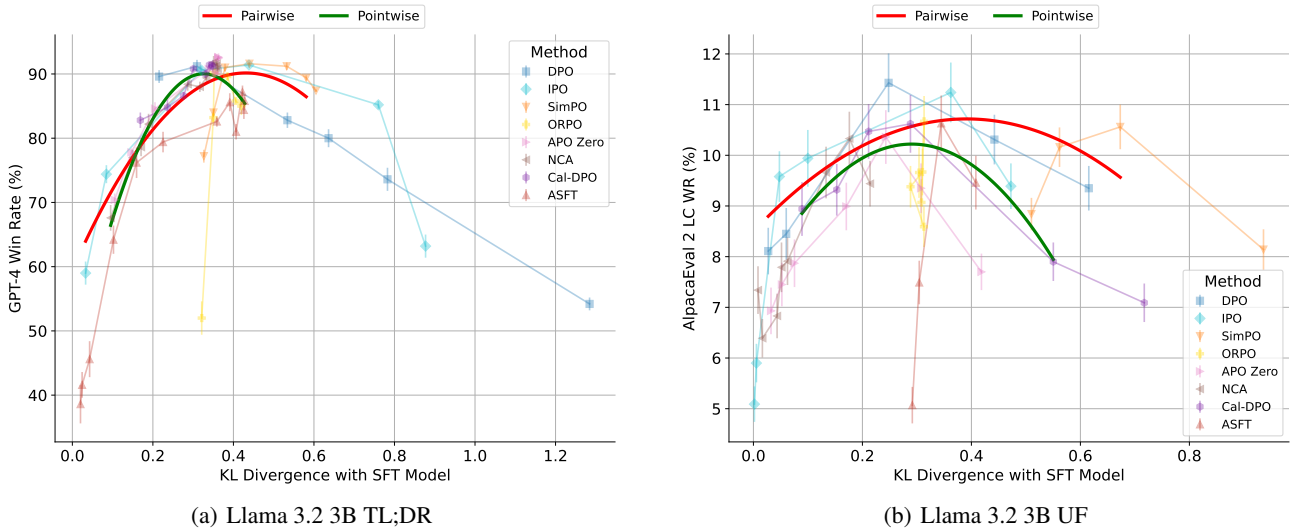 Pairwise
Pointwise
GPT-4 Win Rate (%)
90
80
70
60
50
40
0.0 0.2 0.4 0.6 0.8 1.0 1.2
KL Divergence with SFT Model
Method
DPO
IPO
SimPO
ORPO
APO Zero
NCA
Cal-DPO
ASFT
(a) Llama 3.2 3B TL;DR
Pairwise
Pointwise
AlpacaEval 2 LC WR (%)
12
11
10
9
8
7
6
5
0.0 0.2 0.4 0.6 0.8
KL Divergence with SFT Model
Method
DPO
IPO
SimPO
ORPO
APO Zero
NCA
Cal-DPO
ASFT
(b) Llama 3.2 3B UF